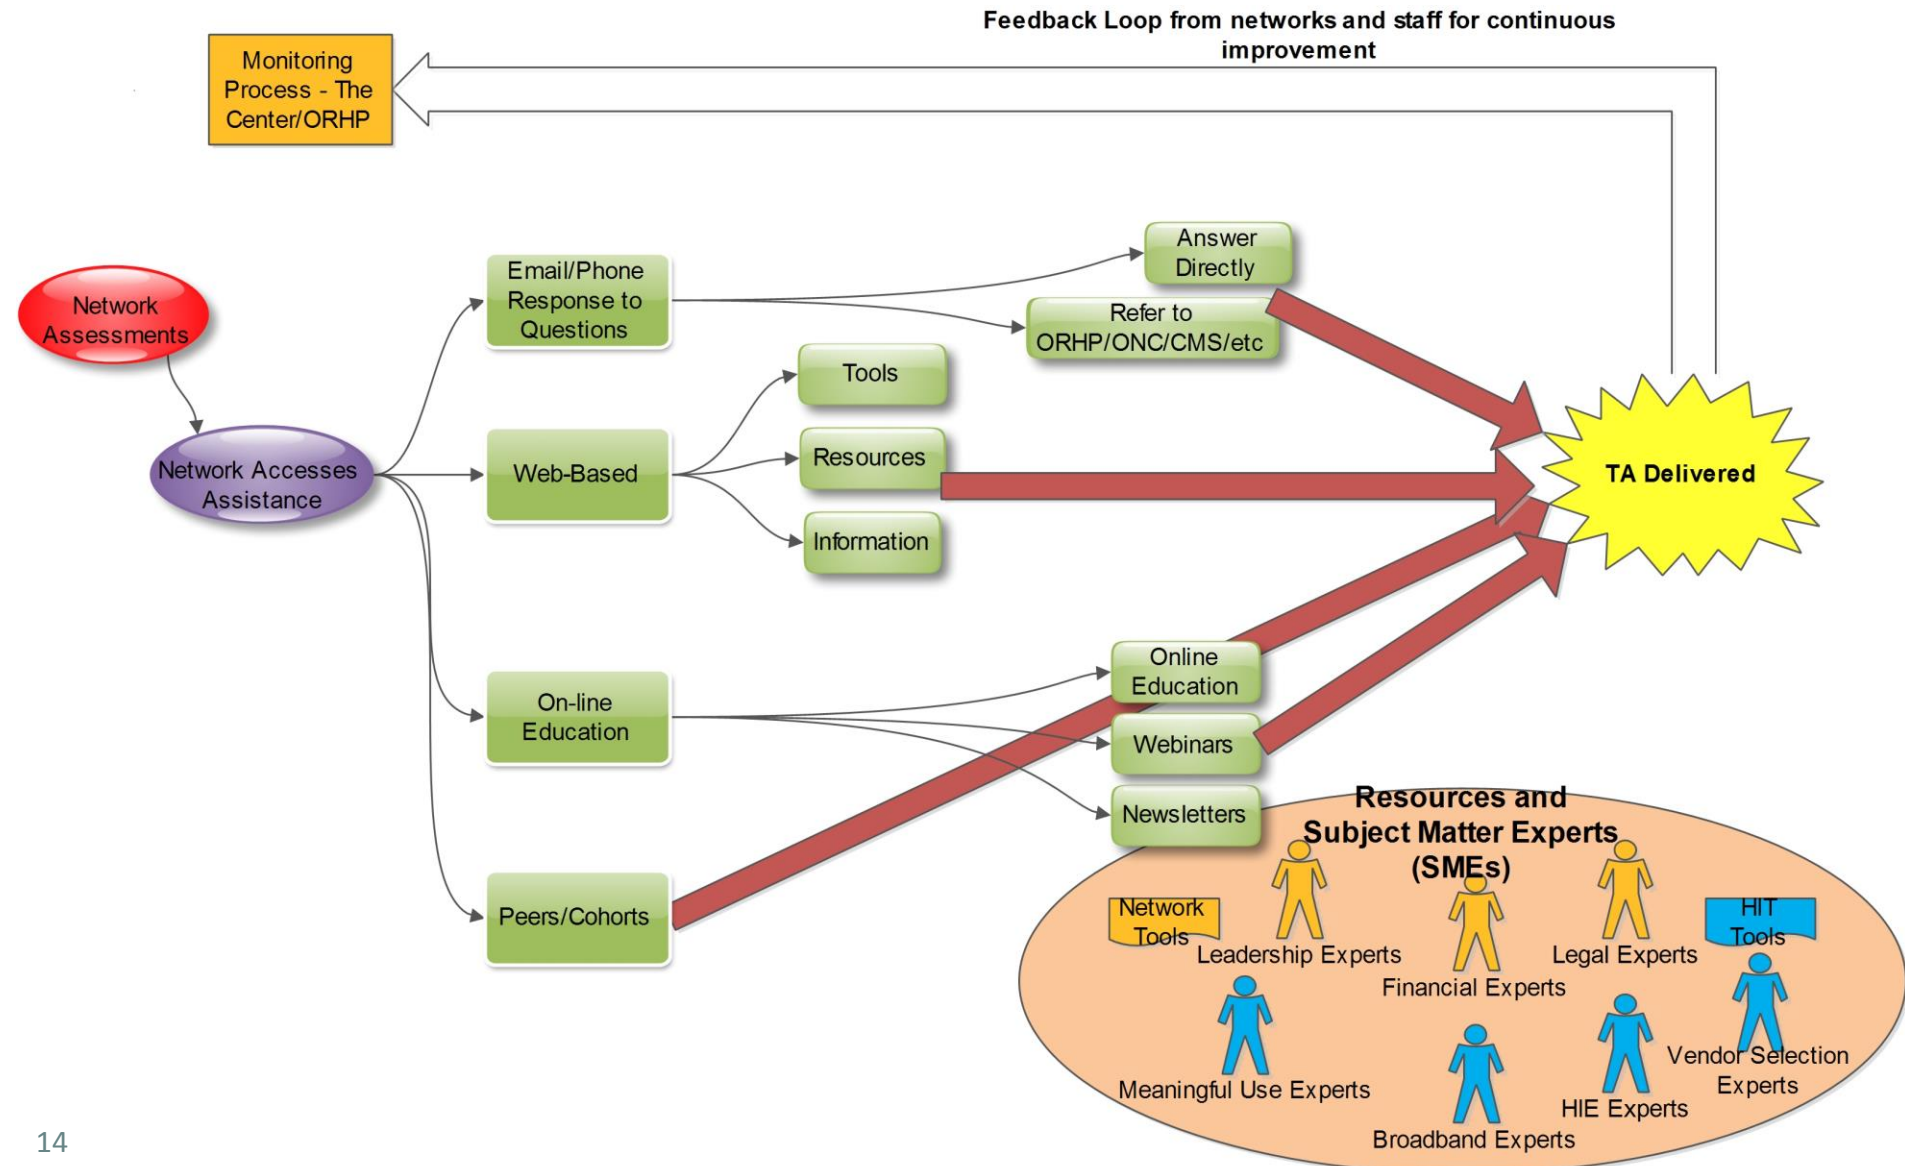 Feedback Loop from networks and staff for continuous
improvement
Monitoring
Process - The
Center/ORHP
Answer
Directly
Email/Phone
Response to
Questions
Network
Assessments
Refer to
ORHP/ONC/CMS/etc
Tools
Network Accesses
Assistance
Web-Based
Resources
TA Delivered
Information
Online
Education
On-line
Education
Webinars
Newsletters
Peers/Cohorts
Resources and
Subject Matter Experts
(SMEs)
Network
Tools
HIT
Tools
Leadership Experts
Financial Experts
Legal Experts
Meaningful Use Experts
Broadband Experts
HIE Experts
Vendor Selection
Experts
14